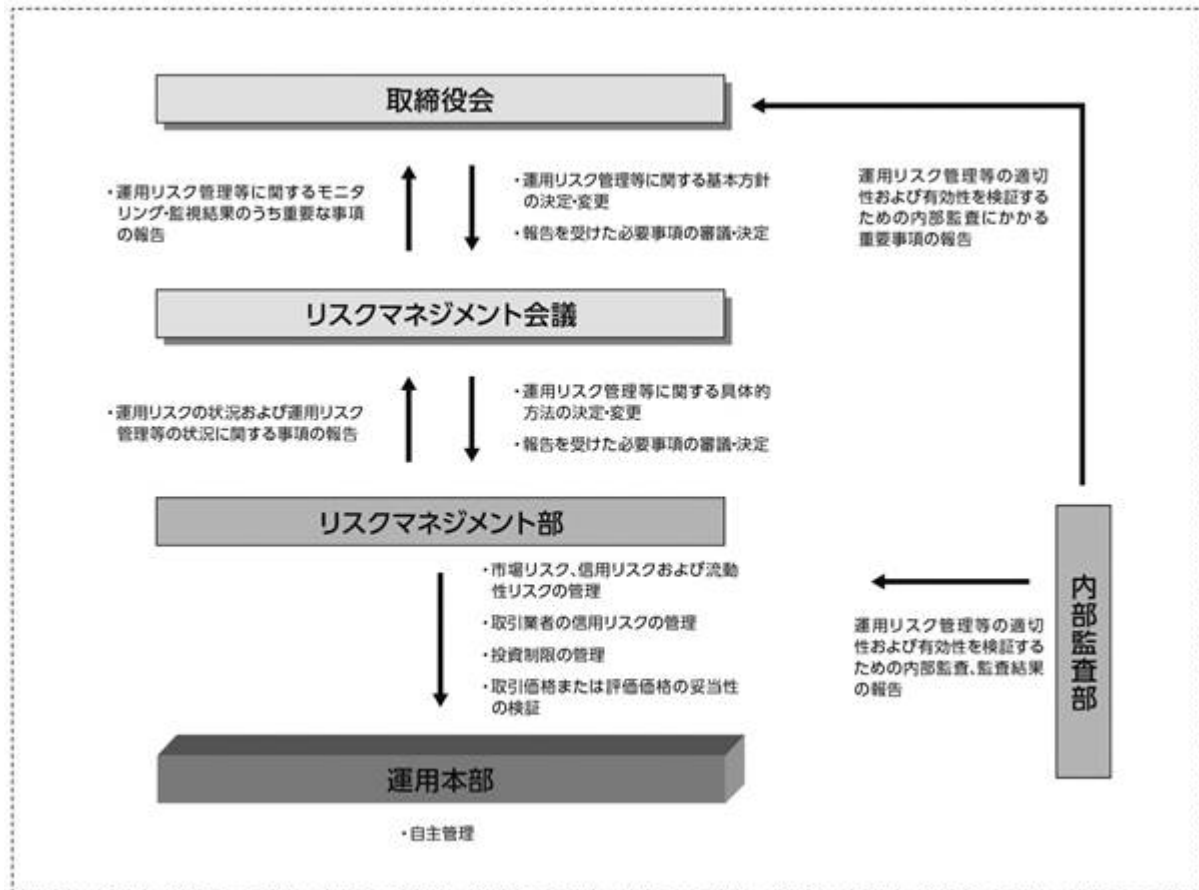 取締役会
・運用リスク管理等に関するモニタ
リング・監視結果のうち重要な事項
の報告
・運用リスク管理等に関する基本方針
の決定・変更
・報告を受けた必要事項の審議・決定
運用リスク管理等の適切
性および有効性を検証する
ための内部監査にかかる
重要事項の報告
リスクマネジメント会議
・運用リスクの状況および運用リスク
管理等の状況に関する事項の報告
・運用リスク管理等に関する具体的
方法の決定・変更
・報告を受けた必要事項の審議・決定
リスクマネジメント部
・市場リスク、信用リスクおよび流動
性リスクの管理
・取引業者の信用リスクの管理
・投資制限の管理
・取引価格または評価価格の妥当性
の検証
運用リスク管理等の適切
性および有効性を検証する
ための内部監査、監査結果
の報告
内部監査部
運用本部
・自主管理